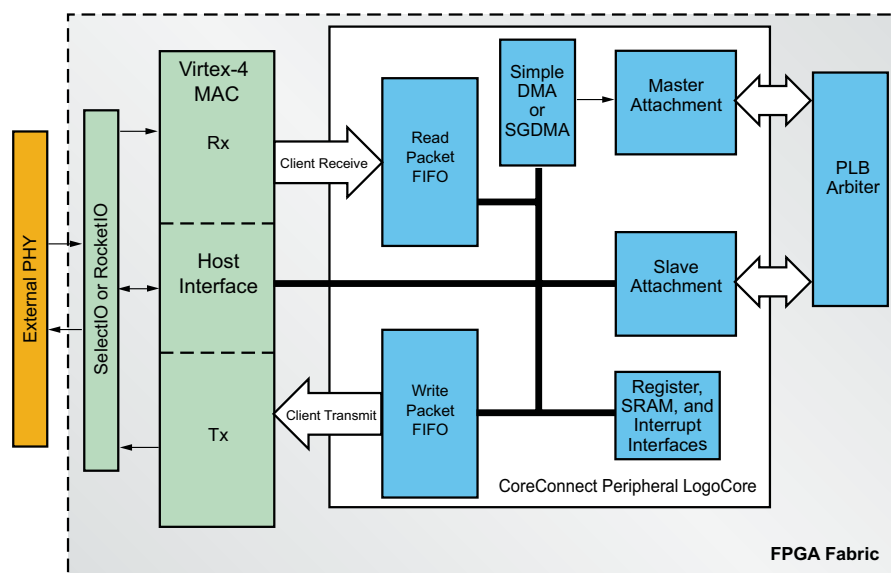 Virtex-4
MAC
Rx
Host
Interface
Tx
External PHY
SelectIO or RocketIO
Client Receive
Client Transmit
Read
Packet
FIFO
Write
Packet
FIFO
Simple
DMA
or
SGDMA
Master
Attachment
Slave
Attachment
Register,
SRAM, and
Interrupt
Interfaces
PLB
Arbiter
CoreConnect Peripheral LogoCore
FPGA Fabric